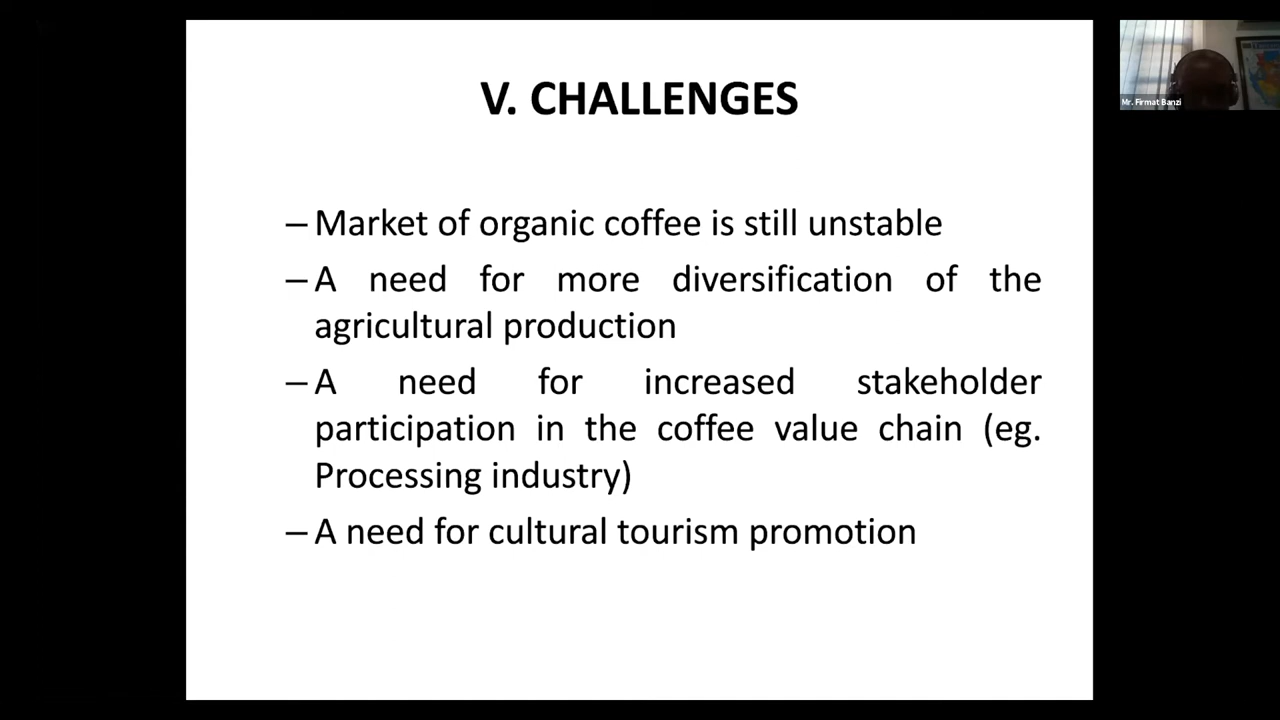 V. CHALLENGES
– Market of organic coffee is still unstable
– A need for more diversification of the
agricultural production
– A need for increased stakeholder
participation in the coffee value chain (eg.
Processing industry)
– A need for cultural tourism promotion
Mr. Firmat Banzi